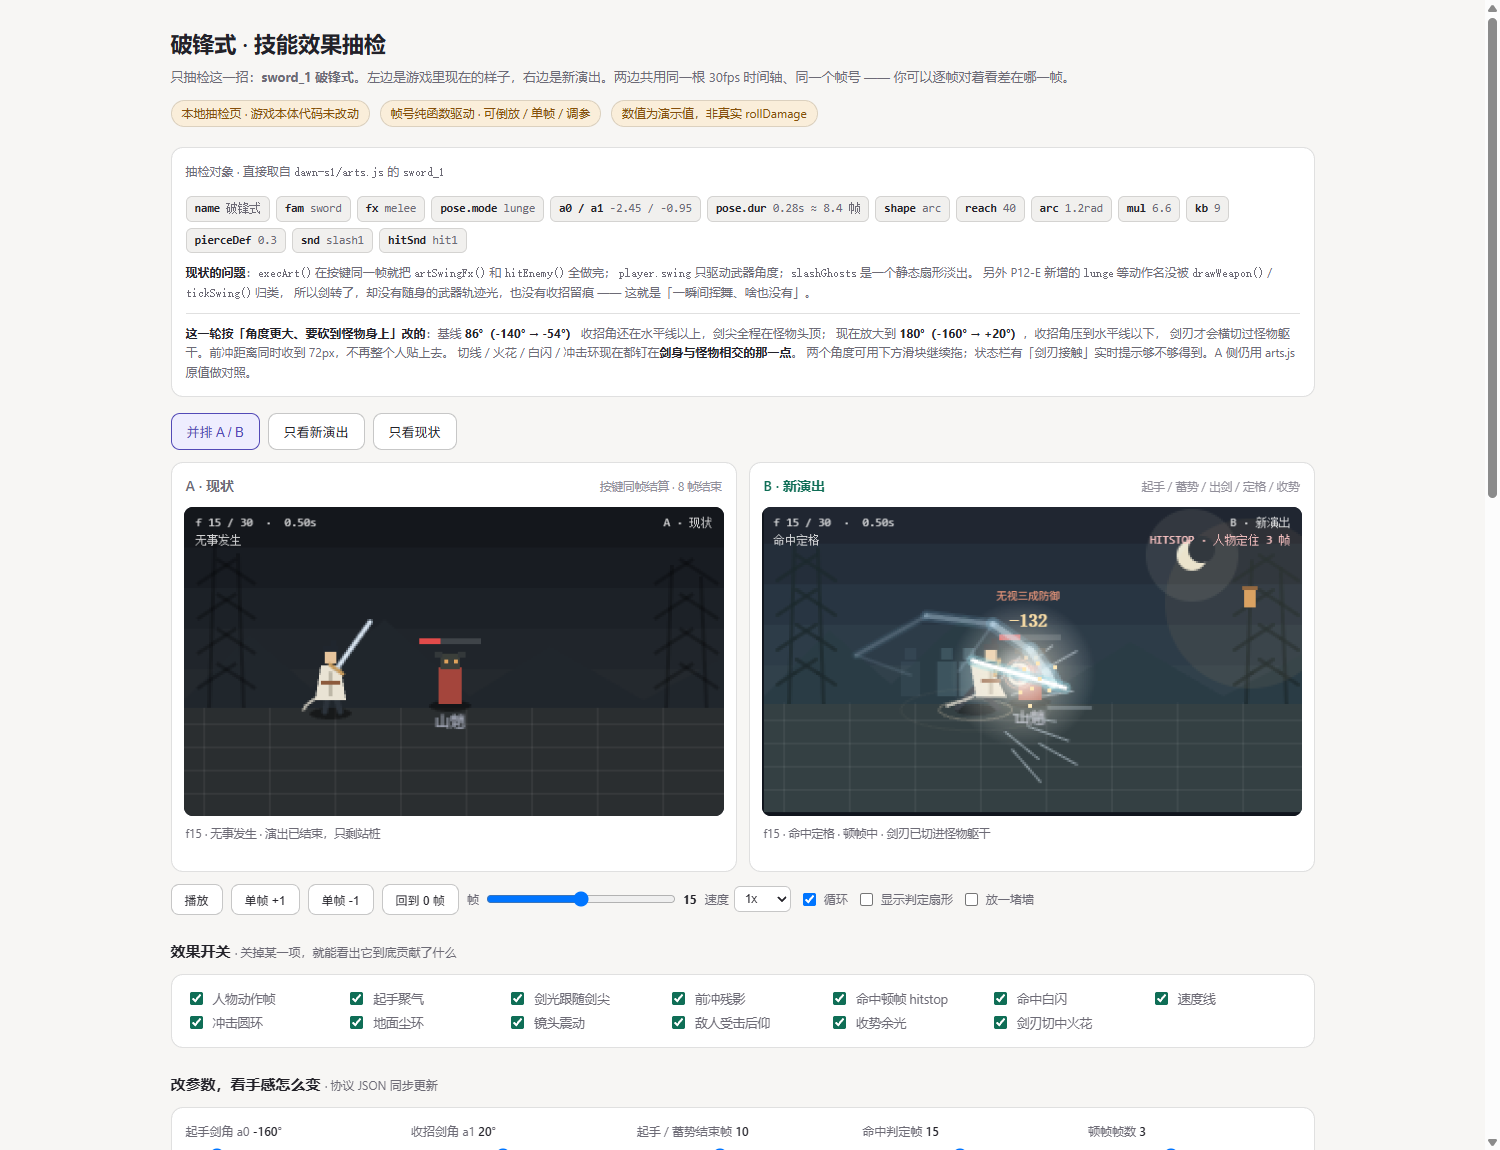 破锋式 · 技能效果抽检
只抽检这一招：sword_1 破锋式。左边是游戏里现在的样子，右边是新演出。两边共用同一根 30fps 时间轴、同一个帧号 —— 你可以逐帧对着看差在哪一帧。
本地抽检页 · 游戏本体代码未改动
帧号纯函数驱动 · 可倒放 / 单帧 / 调参
数值为演示值，非真实 rollDamage
抽检对象 · 直接取自 dawn-s1/arts.js 的 sword_1
name 破锋式
fam sword
fx melee
pose.mode lunge
a0 / a1 -2.45 / -0.95
pose.dur 0.28s ≈ 8.4 帧
shape arc
reach 40
arc 1.2rad
mul 6.6
kb 9
pierceDef 0.3
snd slash1
hitSnd hit1
现状的问题：execArt() 在按键同一帧就把 artSwingFx() 和 hitEnemy() 全做完；player.swing 只驱动武器角度；slashGhosts 是一个静态扇形淡出。 另外 P12-E 新增的 lunge 等动作名没被 drawWeapon() /
tickSwing() 归类， 所以剑转了，却没有随身的武器轨迹光，也没有收招留痕 —— 这就是「一瞬间挥舞、啥也没有」。
这一轮按「角度更大、要砍到怪物身上」改的：基线 86°（-140° → -54°） 收招角还在水平线以上，剑尖全程在怪物头顶； 现在放大到 180°（-160° → +20°），收招角压到水平线以下， 剑刃才会横切过怪物躯
干。前冲距离同时收到 72px，不再整个人贴上去。 切线 / 火花 / 白闪 / 冲击环现在都钉在剑身与怪物相交的那一点。 两个角度可用下方滑块继续拖；状态栏有「剑刃接触」实时提示够不够得到。A 侧仍用 arts.js
原值做对照。
并排 A / B
只看新演出
只看现状
A · 现状
按键同帧结算 · 8 帧结束
f 15 / 30 · 0.50s
A · 现状
无事发生
山魈
f15 · 无事发生 · 演出已结束，只剩站桩
B · 新演出
起手 / 蓄势 / 出剑 / 定格 / 收势
f 15 / 30 · 0.50s
B · 新演出
命中定格
HITSTOP · 人物定住 3 帧
无视三成防御
-132
山魈
f15 · 命中定格 · 顿帧中 · 剑刃已切进怪物躯干
播放
单帧 +1
单帧 -1
回到 0 帧
帧
15
速度
1x
循环
显示判定扇形
放一堵墙
效果开关 · 关掉某一项，就能看出它到底贡献了什么
人物动作帧
起手聚气
剑光跟随剑尖
前冲残影
命中顿帧 hitstop
命中白闪
速度线
冲击圆环
地面尘环
镜头震动
敌人受击后仰
收势余光
剑刃切中火花
改参数，看手感怎么变 · 协议 JSON 同步更新
起手剑角 a0 -160°
收招剑角 a1 20°
起手 / 蓄势结束帧 10
命中判定帧 15
顿帧帧数 3